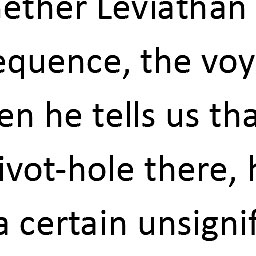 ether Leviathan
equence, the voy
en he tells us tha
ivot-hole there, h
a certain unsignif